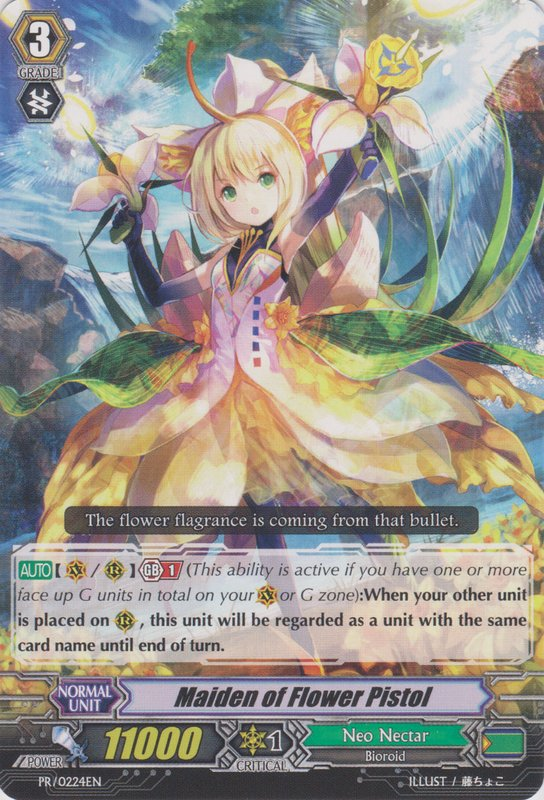 3
GRADE
The flower flagrance is coming from that bullet.
AUTO【 V / R 】 GB 1 (This ability is active if you have one or more
face up G units in total on your V or G zone):When your other unit
is placed on R , this unit will be regarded as a unit with the same
card name until end of turn.
NORMAL
UNIT
Maiden of Flower Pistol
POWER
11000
1
CRITICAL
Neo Nectar
Bioroid
PR/0224EN
ILLUST / 藤ちょこ